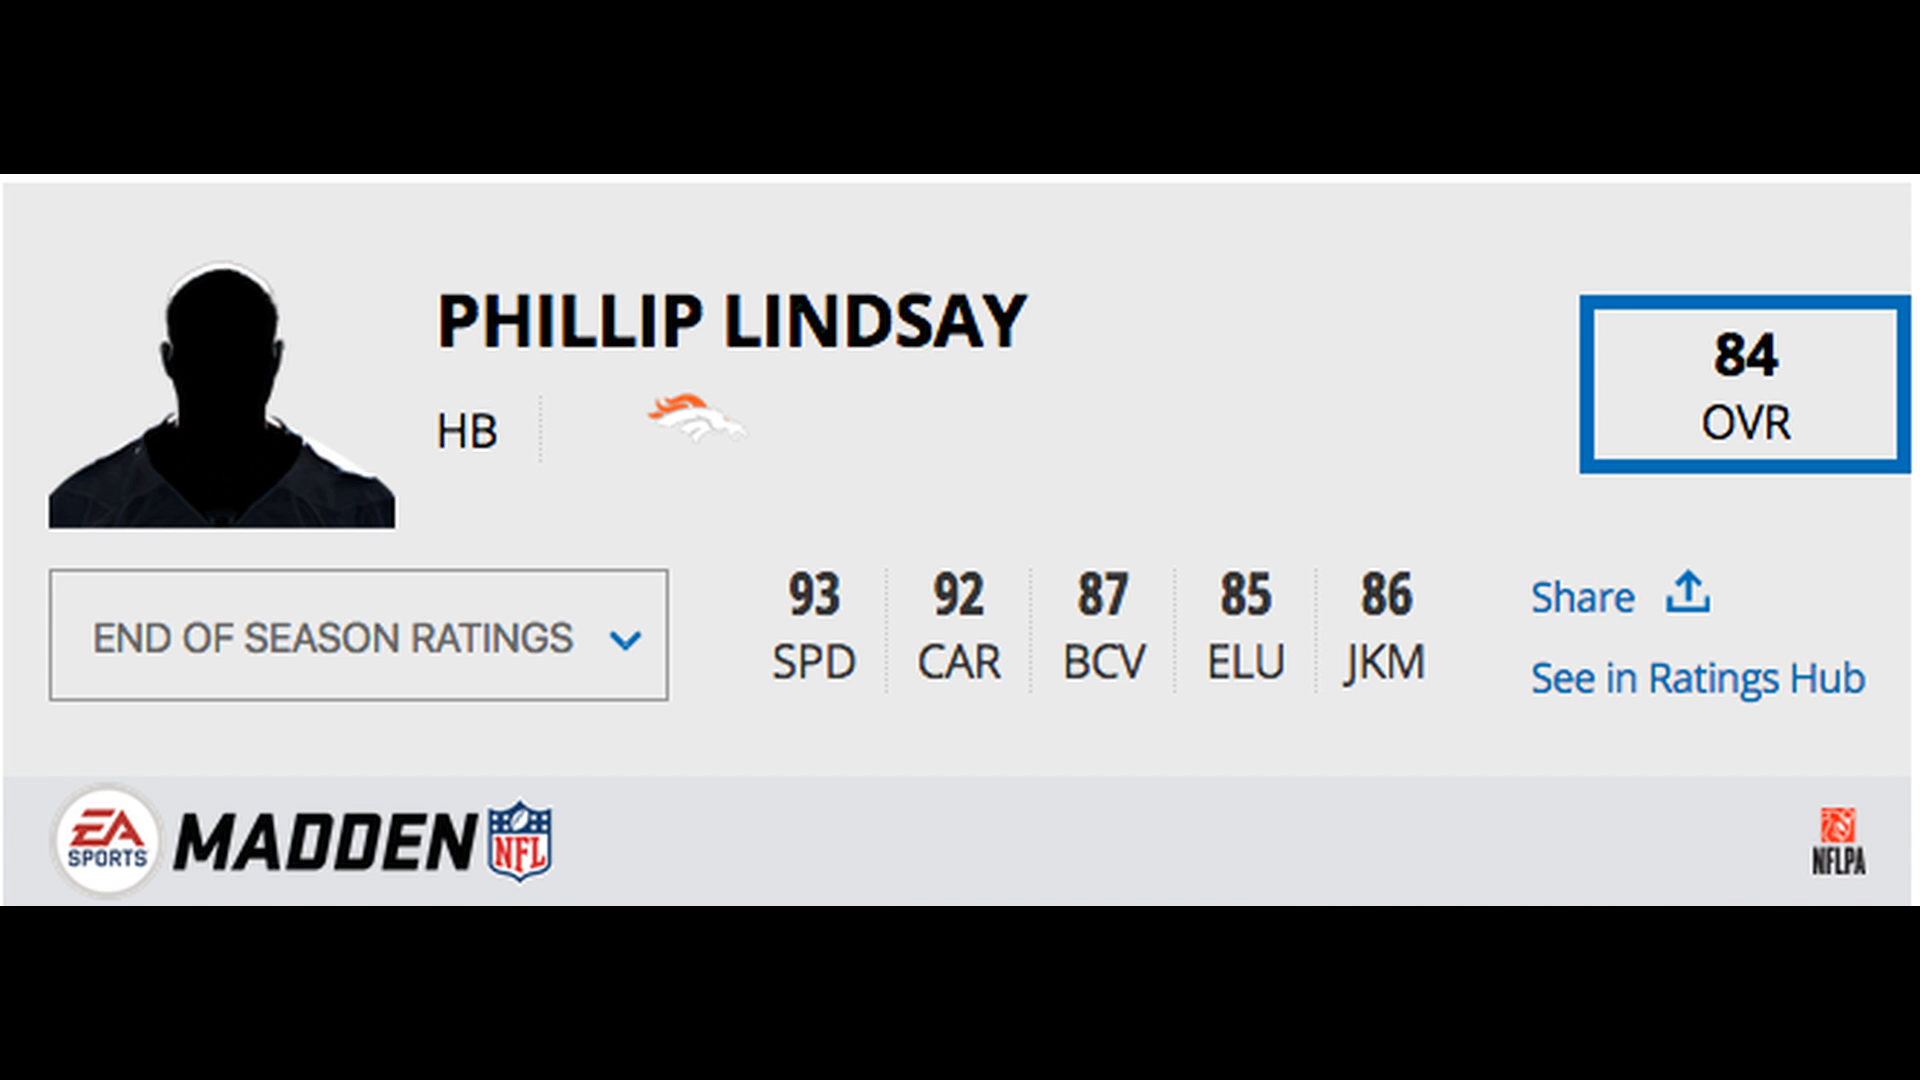 PHILLIP LINDSAY
HB
84
OVR
END OF SEASON RATINGS
93 92 87 85 86
SPD CAR BCV ELU JKM
Share
See in Ratings Hub
EA SPORTS MADDEN NFL
NFLPA